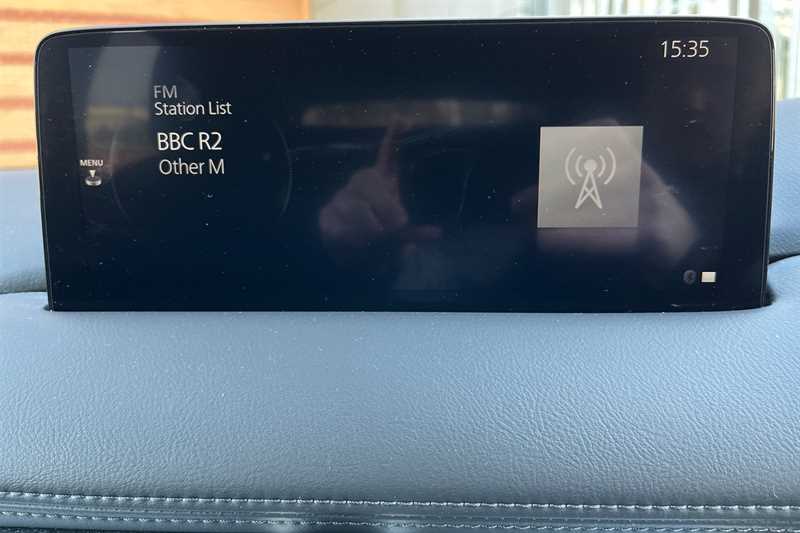 15:35
FM
Station List
BBC R2
Other M
MENU